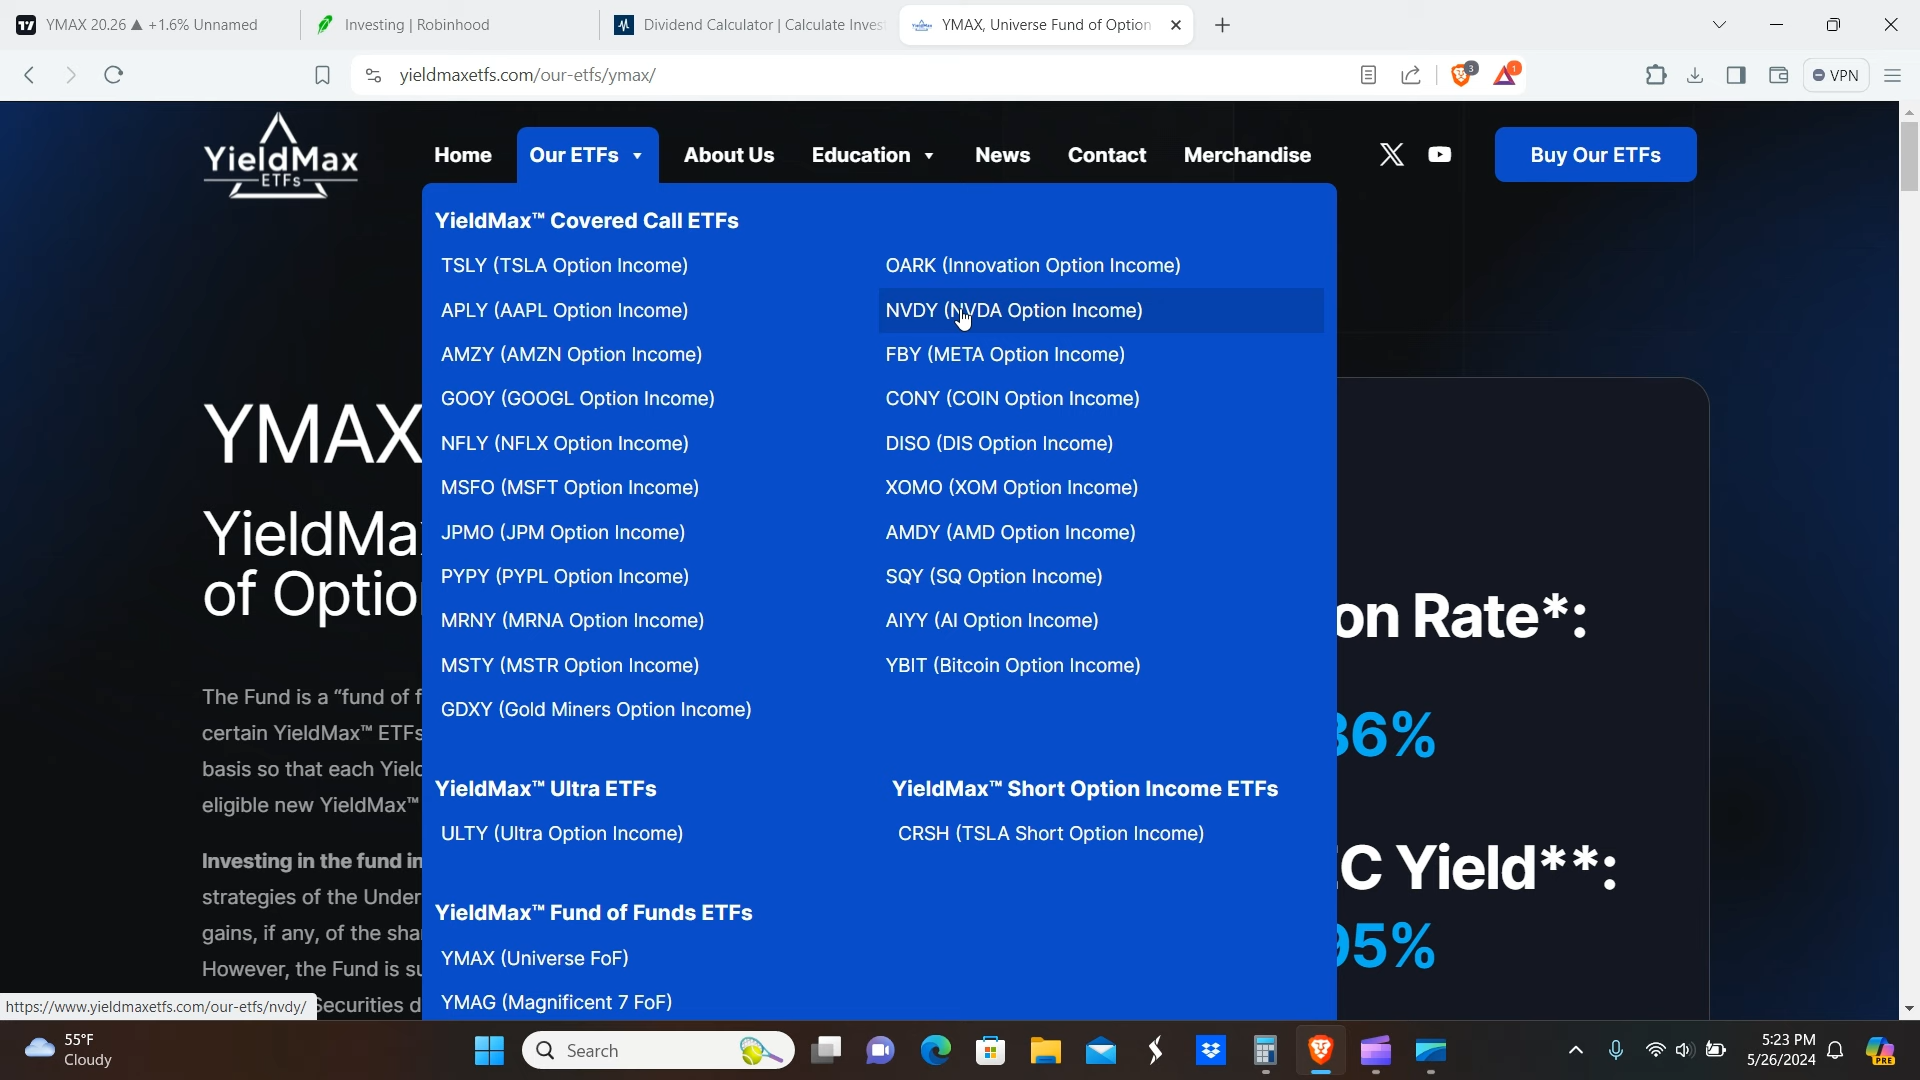 YMAX 20.26 ▲ +1.6% Unnamed
Investing | Robinhood
Dividend Calculator | Calculate Inves
YMAX, Universe Fund of Option
yieldmaxetfs.com/our-etfs/ymax/
3
1
VPN
YieldMax
ETFs
Home
Our ETFs
About Us
Education
News
Contact
Merchandise
Buy Our ETFs
YieldMax™ Covered Call ETFs
TSLY (TSLA Option Income)
OARK (Innovation Option Income)
APLY (AAPL Option Income)
NVDY (NVDA Option Income)
AMZY (AMZN Option Income)
FBY (META Option Income)
GOOY (GOOGL Option Income)
CONY (COIN Option Income)
NFLY (NFLX Option Income)
DISO (DIS Option Income)
MSFO (MSFT Option Income)
XOMO (XOM Option Income)
JPMO (JPM Option Income)
AMDY (AMD Option Income)
PYPY (PYPL Option Income)
SQY (SQ Option Income)
MRNY (MRNA Option Income)
AIYY (AI Option Income)
MSTY (MSTR Option Income)
YBIT (Bitcoin Option Income)
GDXY (Gold Miners Option Income)
YieldMax™ Ultra ETFs
YieldMax™ Short Option Income ETFs
ULTY (Ultra Option Income)
CRSH (TSLA Short Option Income)
YieldMax™ Fund of Funds ETFs
YMAX (Universe FoF)
YMAG (Magnificent 7 FoF)
YMAX
YieldMa
of Optio
The Fund is a “fund of f
certain YieldMax™ ETFs
basis so that each Yiel
eligible new YieldMax™
Investing in the fund in
strategies of the Under
gains, if any, of the sha
However, the Fund is su
Securities d
on Rate*:
36%
EC Yield**:
95%
https://www.yieldmaxetfs.com/our-etfs/nvdy/
55°F
Cloudy
Search
5:23 PM
5/26/2024
PRE